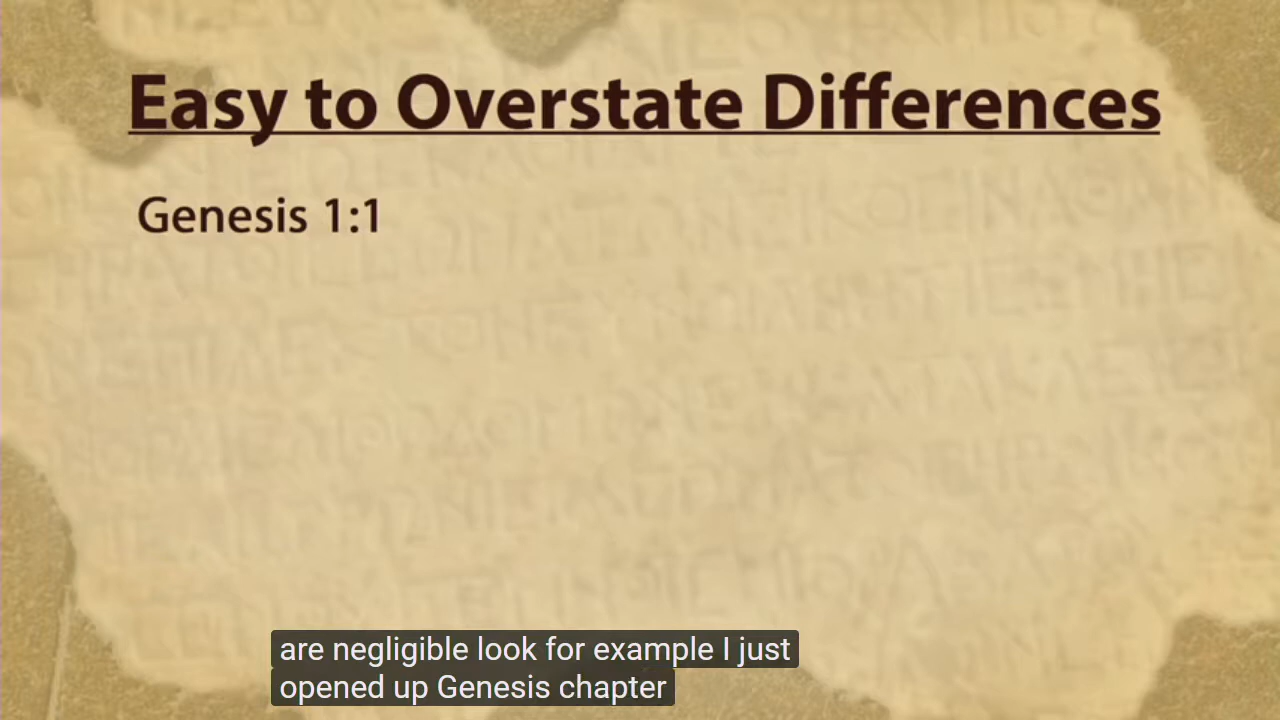 Easy to Overstate Differences
Genesis 1:1
are negligible look for example I just
opened up Genesis chapter